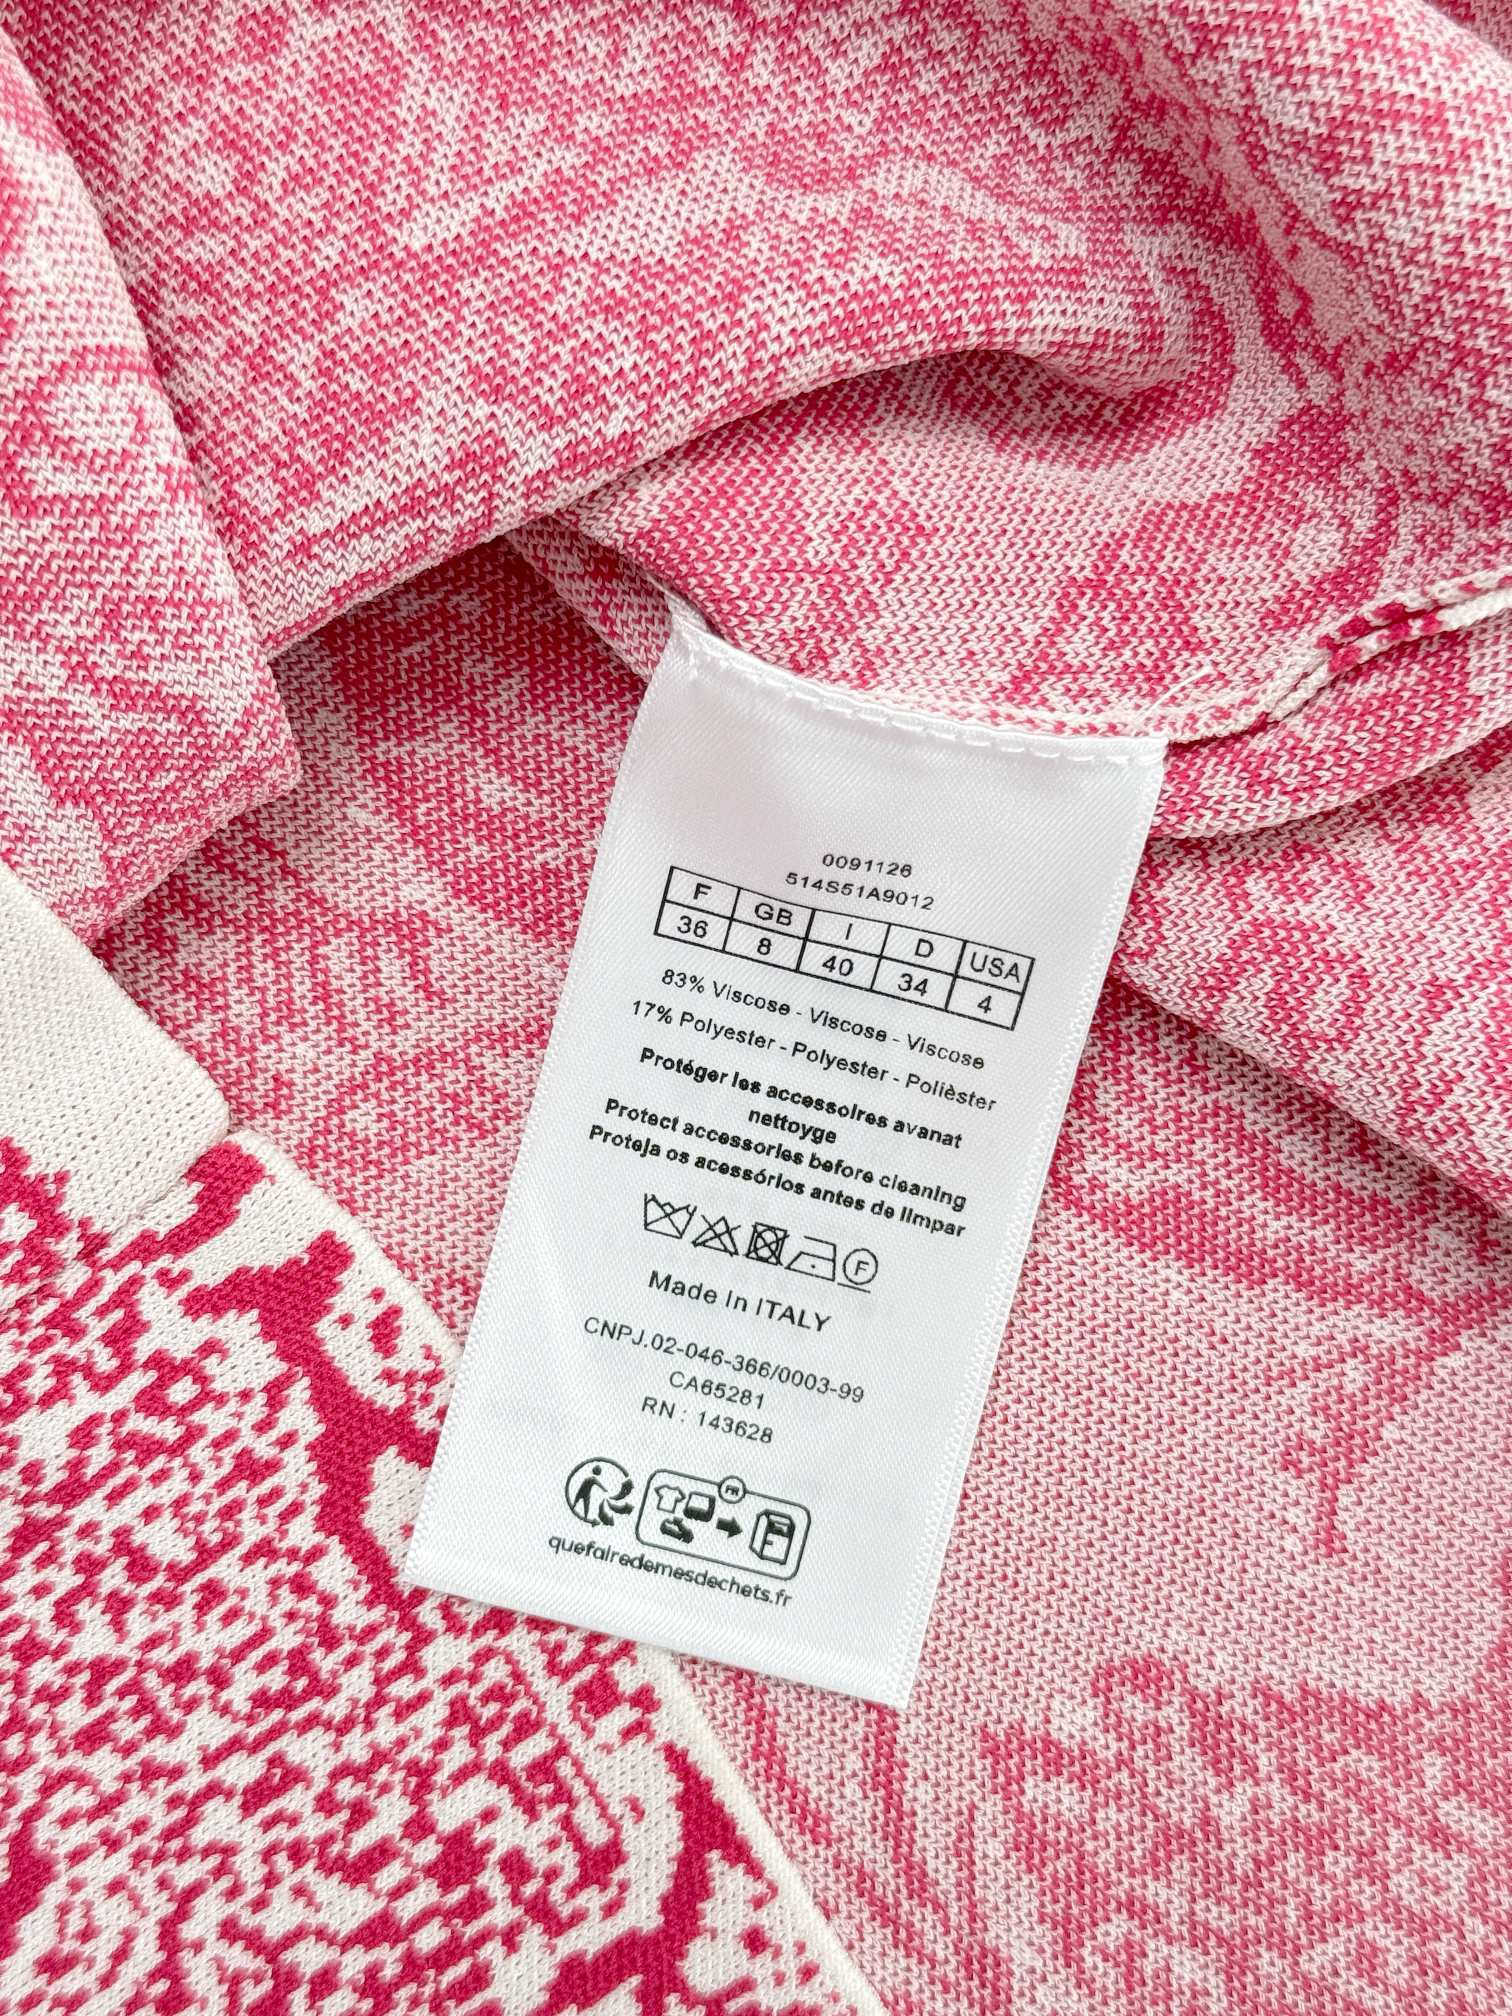 0091126
514S51A9012
F GB I D USA
36 8 40 34 4
83% Viscose - Viscose - Viscose
17% Polyester - Polyester - Polièster
Protéger les accessoires avanat
nettoyge
Protect accessories before cleaning
Proteja os acessórios antes de limpar
F
Made In ITALY
CNPJ.02-046-366/0003-99
CA65281
RN : 143628
FR
quefairedemesdechets.fr